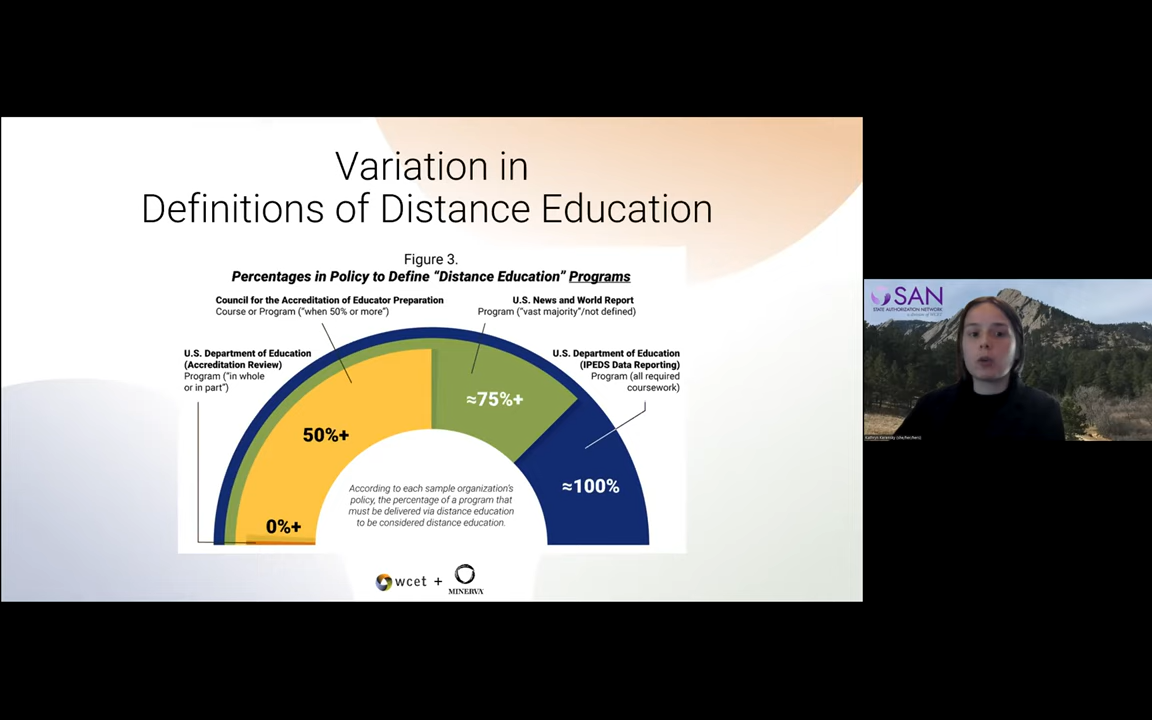 Variation in
Definitions of Distance Education
Figure 3.
Percentages in Policy to Define “Distance Education” Programs
Council for the Accreditation of Educator Preparation
Course or Program (“when 50% or more”)
U.S. News and World Report
Program (“vast majority”/not defined)
U.S. Department of Education
(Accreditation Review)
Program (“in whole
or in part”)
U.S. Department of Education
(IPEDS Data Reporting)
Program (all required
coursework)
≈75%+
50%+
≈100%
0%+
According to each sample organization's
policy, the percentage of a program that
must be delivered via distance education
to be considered distance education.
wcet +
MINERVA
SAN
STATE AUTHORIZATION NETWORK